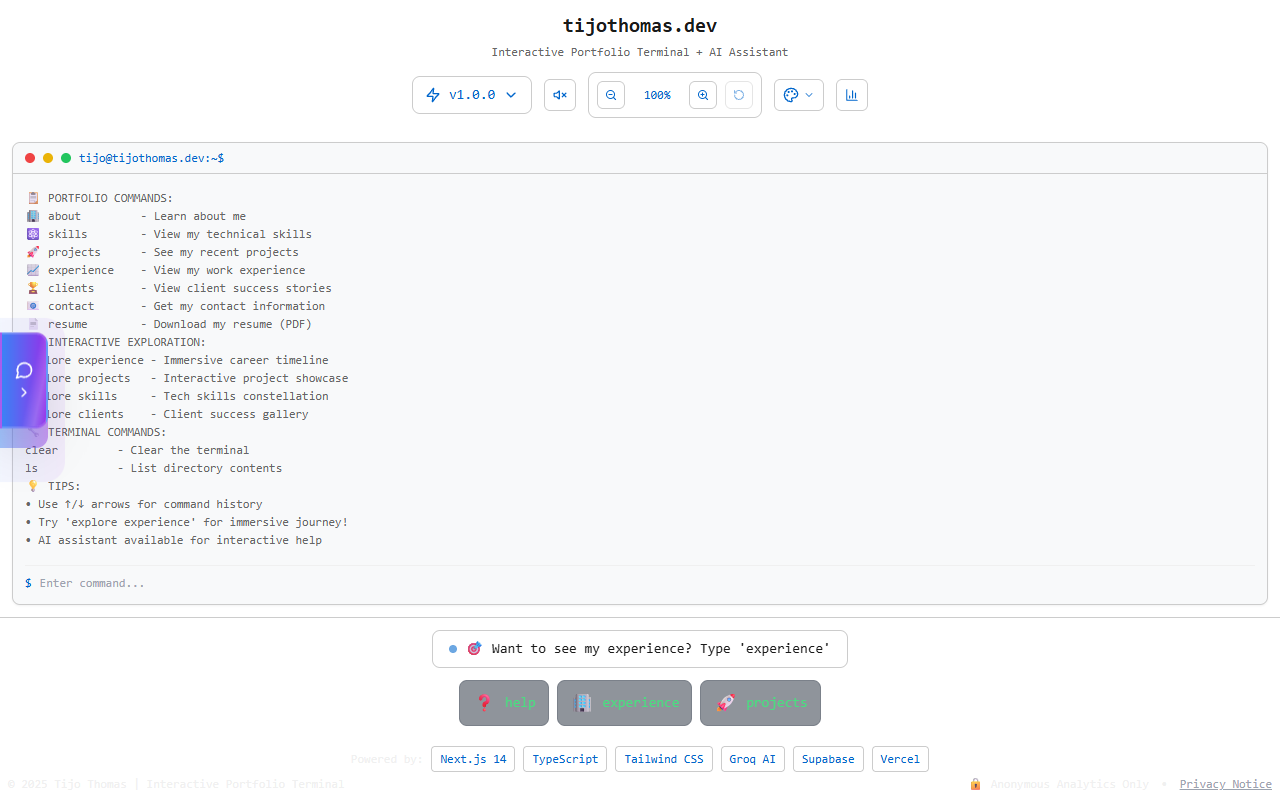 tijothomas.dev
Interactive Portfolio Terminal + AI Assistant
v1.0.0
100%
tijo@tijothomas.dev:~$
PORTFOLIO COMMANDS:
about - Learn about me
skills - View my technical skills
projects - See my recent projects
experience - View my work experience
clients - View client success stories
contact - Get my contact information
resume - Download my resume (PDF)
INTERACTIVE EXPLORATION:
lore experience - Immersive career timeline
lore projects - Interactive project showcase
lore skills - Tech skills constellation
lore clients - Client success gallery
TERMINAL COMMANDS:
clear - Clear the terminal
ls - List directory contents
TIPS:
• Use ↑/↓ arrows for command history
• Try 'explore experience' for immersive journey!
• AI assistant available for interactive help
$ Enter command...
Want to see my experience? Type 'experience'
help experience projects
Powered by: Next.js 14 TypeScript Tailwind CSS Groq AI Supabase Vercel
© 2025 Tijo Thomas | Interactive Portfolio Terminal
Anonymous Analytics Only • Privacy Notice